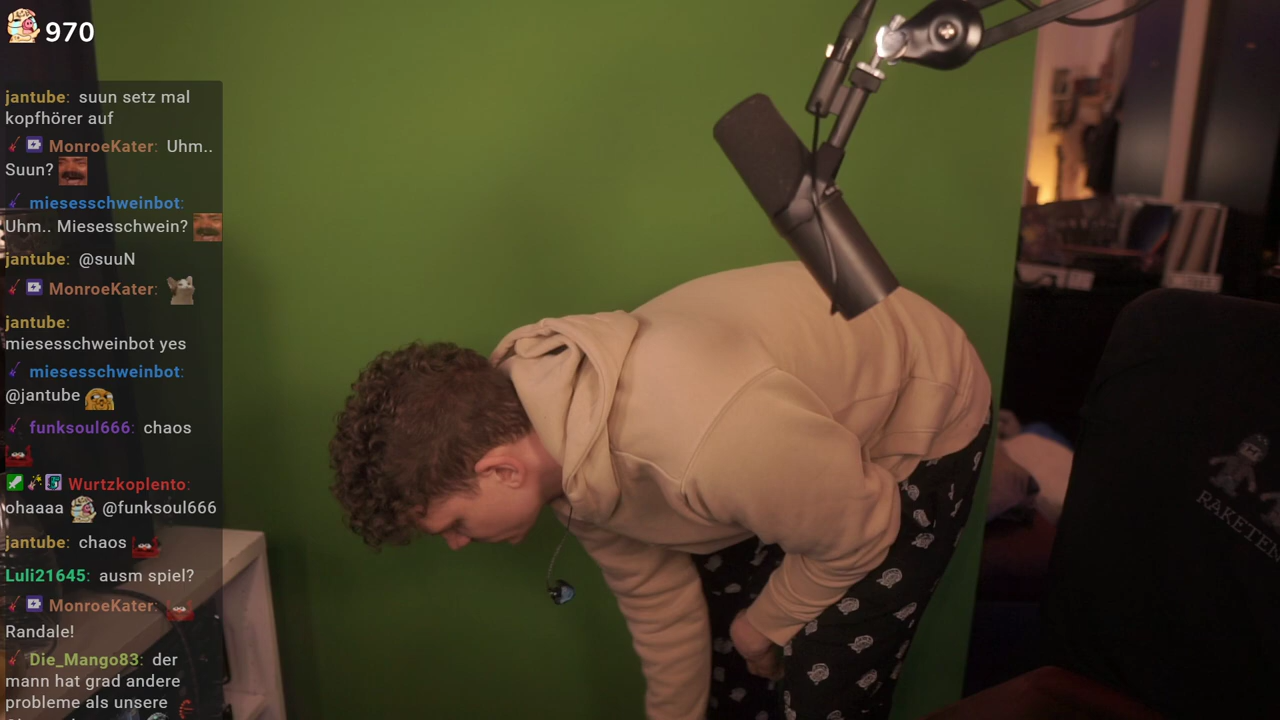 970
jantube: suun setz mal
kopfhörer auf
MonroeKater: Uhm..
Suun?
miesesschweinbot:
Uhm.. Miesesschwein?
jantube: @suuN
MonroeKater:
jantube:
miesesschweinbot yes
miesesschweinbot:
@jantube
funksoul666: chaos
Wurtzkoplento:
ohaaaa @funksoul666
jantube: chaos
Luli21645: ausm spiel?
MonroeKater:
Randale!
Die_Mango83: der
mann hat grad andere
probleme als unsere
RAKETEN